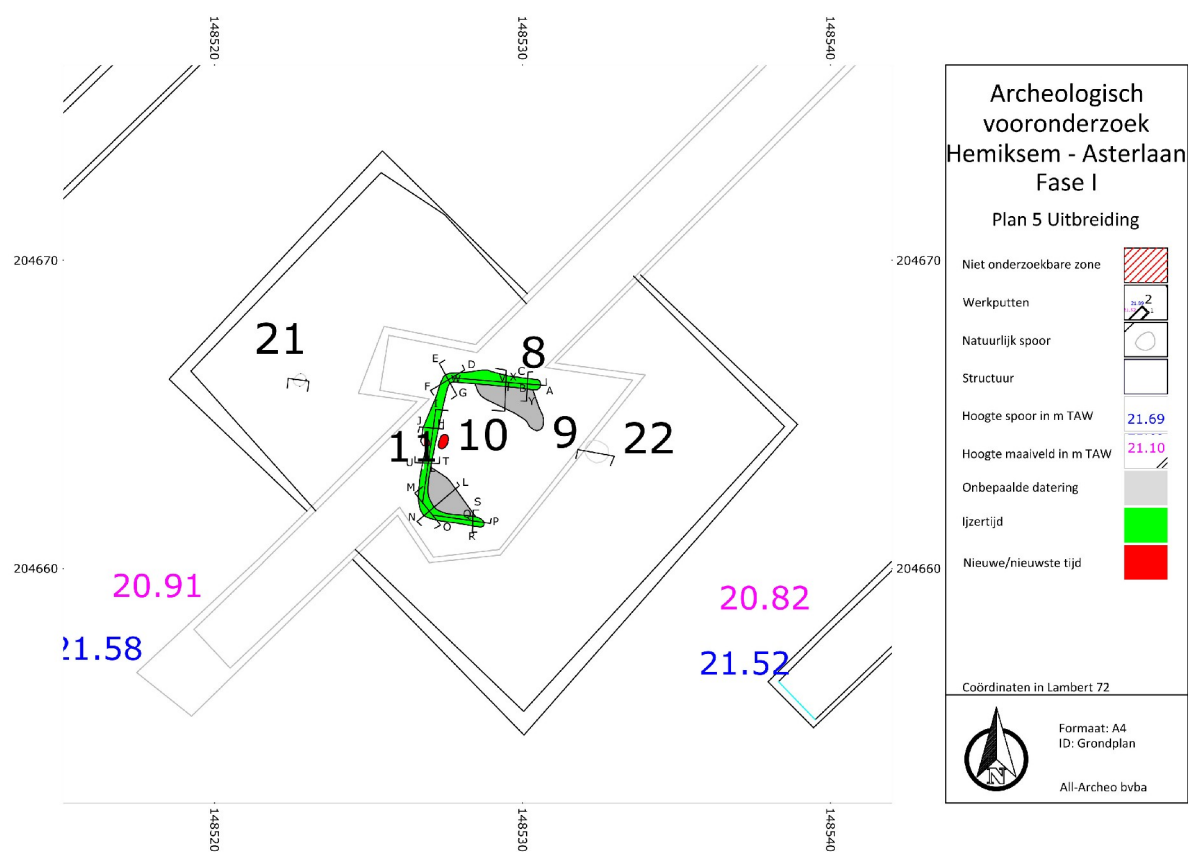 148520
148530
148540
204670
204670
204660
204660
21
8
E
D
W
V
X
C
F
G
I
B
A
Y
J
H
11
10
9
22
U
T
M
L
S
N
O
Q
P
R
20.91
21.58
20.82
21.52
148520
148530
148540
Archeologisch
vooronderzoek
Hemiksem - Asterlaan
Fase I
Plan 5 Uitbreiding
Niet onderzoekbare zone
Werkputten
2
Natuurlijk spoor
Structuur
Hoogte spoor in m TAW
21.69
Hoogte maaiveld in m TAW
21.10
Onbepaalde datering
Ijzertijd
Nieuwe/nieuwste tijd
Coördinaten in Lambert 72
N
Formaat: A4
ID: Grondplan
All-Archeo bvba